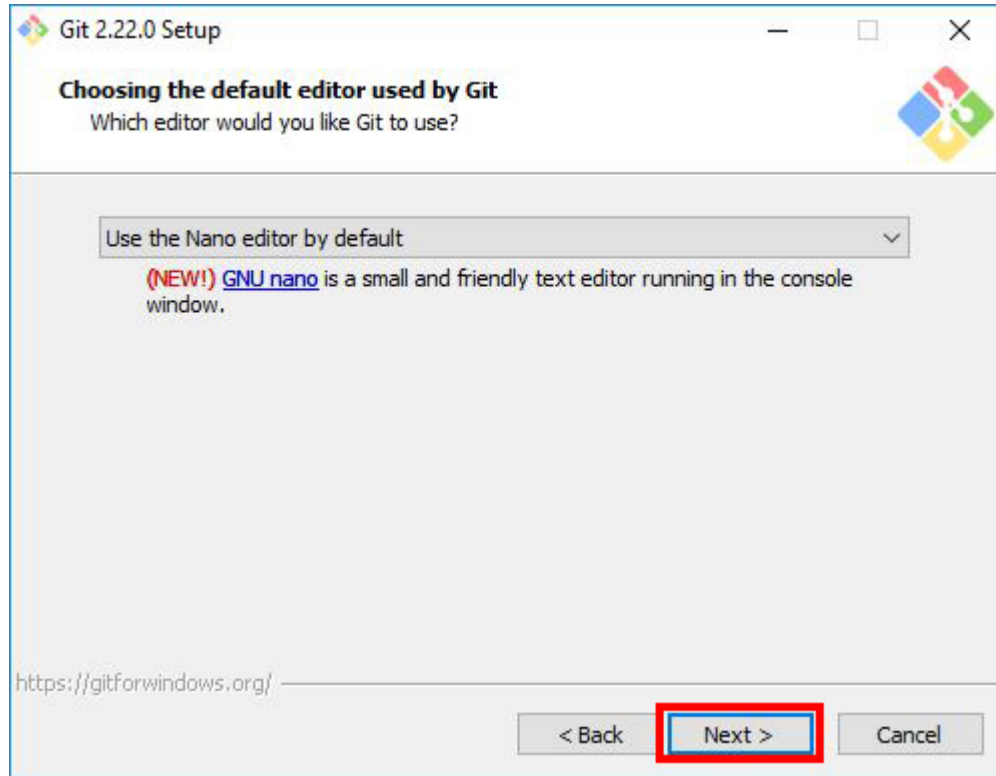 Git 2.22.0 Setup
Choosing the default editor used by Git
Which editor would you like Git to use?
Use the Nano editor by default
(NEW!) GNU nano is a small and friendly text editor running in the console
window.
https://gitforwindows.org/
< Back Next > Cancel